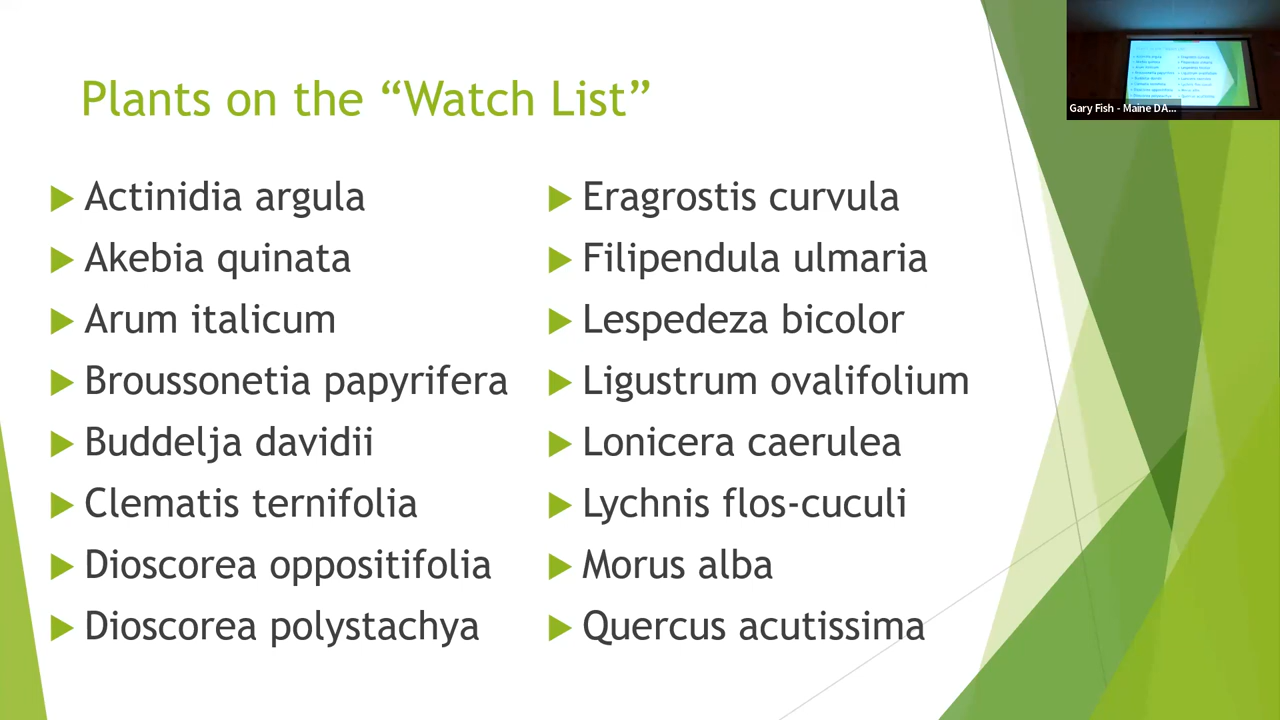 Plants on the “Watch List”
Actinidia argula
Akebia quinata
Arum italicum
Broussonetia papyrifera
Buddelja davidii
Clematis ternifolia
Dioscorea oppositifolia
Dioscorea polystachya
Eragrostis curvula
Filipendula ulmaria
Lespedeza bicolor
Ligustrum ovalifolium
Lonicera caerulea
Lychnis flos-cuculi
Morus alba
Quercus acutissima
Gary Fish - Maine DA...